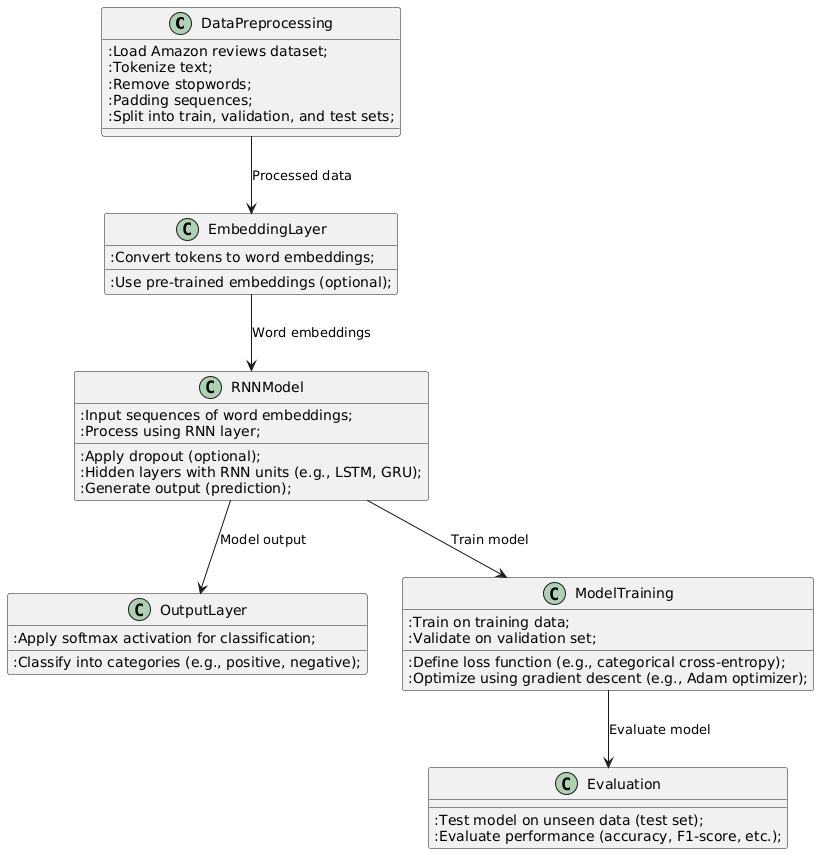 C DataPreprocessing
:Load Amazon reviews dataset;
:Tokenize text;
:Remove stopwords;
:Padding sequences;
:Split into train, validation, and test sets;
Processed data
C EmbeddingLayer
:Convert tokens to word embeddings;
:Use pre-trained embeddings (optional);
Word embeddings
C RNNModel
:Input sequences of word embeddings;
:Process using RNN layer;
:Apply dropout (optional);
:Hidden layers with RNN units (e.g., LSTM, GRU);
:Generate output (prediction);
Model output
Train model
C OutputLayer
:Apply softmax activation for classification;
:Classify into categories (e.g., positive, negative);
C ModelTraining
:Train on training data;
:Validate on validation set;
:Define loss function (e.g., categorical cross-entropy);
:Optimize using gradient descent (e.g., Adam optimizer);
Evaluate model
C Evaluation
:Test model on unseen data (test set);
:Evaluate performance (accuracy, F1-score, etc.);